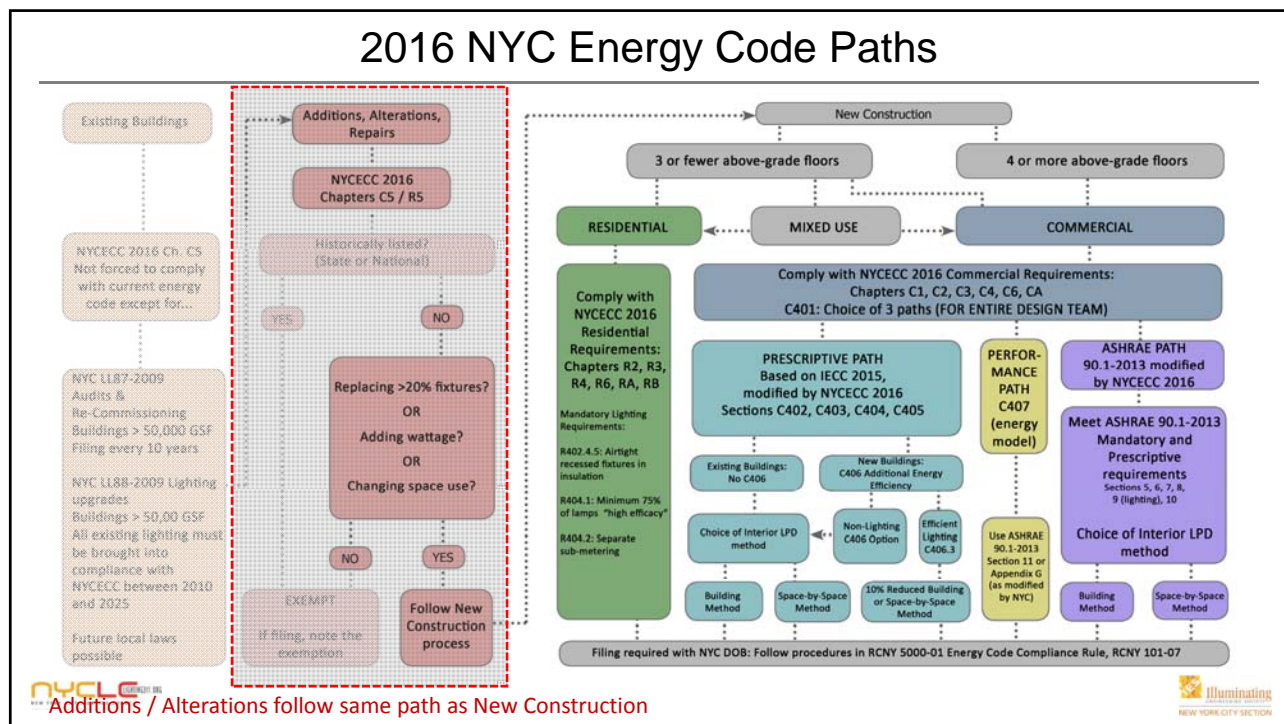 2016 NYC Energy Code Paths
Existing Buildings
NYCECC 2016 Ch. C5
Not forced to comply
with current energy
code except for...
NYC LL87-2009
Audits &
Re-Commissioning
Buildings > 50,000 GSF
Filing every 10 years
NYC LL88-2009 Lighting
upgrades
Buildings > 50,00 GSF
All existing lighting must
be brought into
compliance with
NYCECC between 2010
and 2025
Future local laws
possible
Additions, Alterations,
Repairs
NYCECC 2016
Chapters C5 / R5
Historically listed?
(State or National)
YES
NO
Replacing >20% fixtures?
OR
Adding wattage?
OR
Changing space use?
NO
YES
EXEMPT
If filing, note the
exemption
Follow New
Construction
process
New Construction
3 or fewer above-grade floors
4 or more above-grade floors
RESIDENTIAL
MIXED USE
COMMERCIAL
Comply with
NYCECC 2016
Residential
Requirements:
Chapters R2, R3,
R4, R6, RA, RB
Mandatory Lighting
Requirements:
R402.4.5: Airtight
recessed fixtures in
insulation
R404.1: Minimum 75%
of lamps "high efficacy"
R404.2: Separate
sub-metering
Comply with NYCECC 2016 Commercial Requirements:
Chapters C1, C2, C3, C4, C6, CA
C401: Choice of 3 paths (FOR ENTIRE DESIGN TEAM)
PRESCRIPTIVE PATH
Based on IECC 2015,
modified by NYCECC 2016
Sections C402, C403, C404, C405
Existing Buildings:
No C406
New Buildings:
C406 Additional Energy
Efficiency
Choice of Interior LPD
method
Non-Lighting
C406 Option
Efficient
Lighting
C406.3
Building
Method
Space-by-Space
Method
10% Reduced Building
or Space-by-Space
Method
PERFOR-
MANCE
PATH
C407
(energy
model)
Use ASHRAE
90.1-2013
Section 11 or
Appendix G
(as modified
by NYC)
ASHRAE PATH
90.1-2013 modified
by NYCECC 2016
Meet ASHRAE 90.1-2013
Mandatory and
Prescriptive
requirements
Sections 5, 6, 7, 8,
9 (lighting), 10
Choice of Interior LPD
method
Building
Method
Space-by-Space
Method
Filing required with NYC DOB: Follow procedures in RCNY 5000-01 Energy Code Compliance Rule, RCNY 101-07
NYCLC
Additions / Alterations follow same path as New Construction
Illuminating
ENGINEERING SOCIETY
NEW YORK CITY SECTION